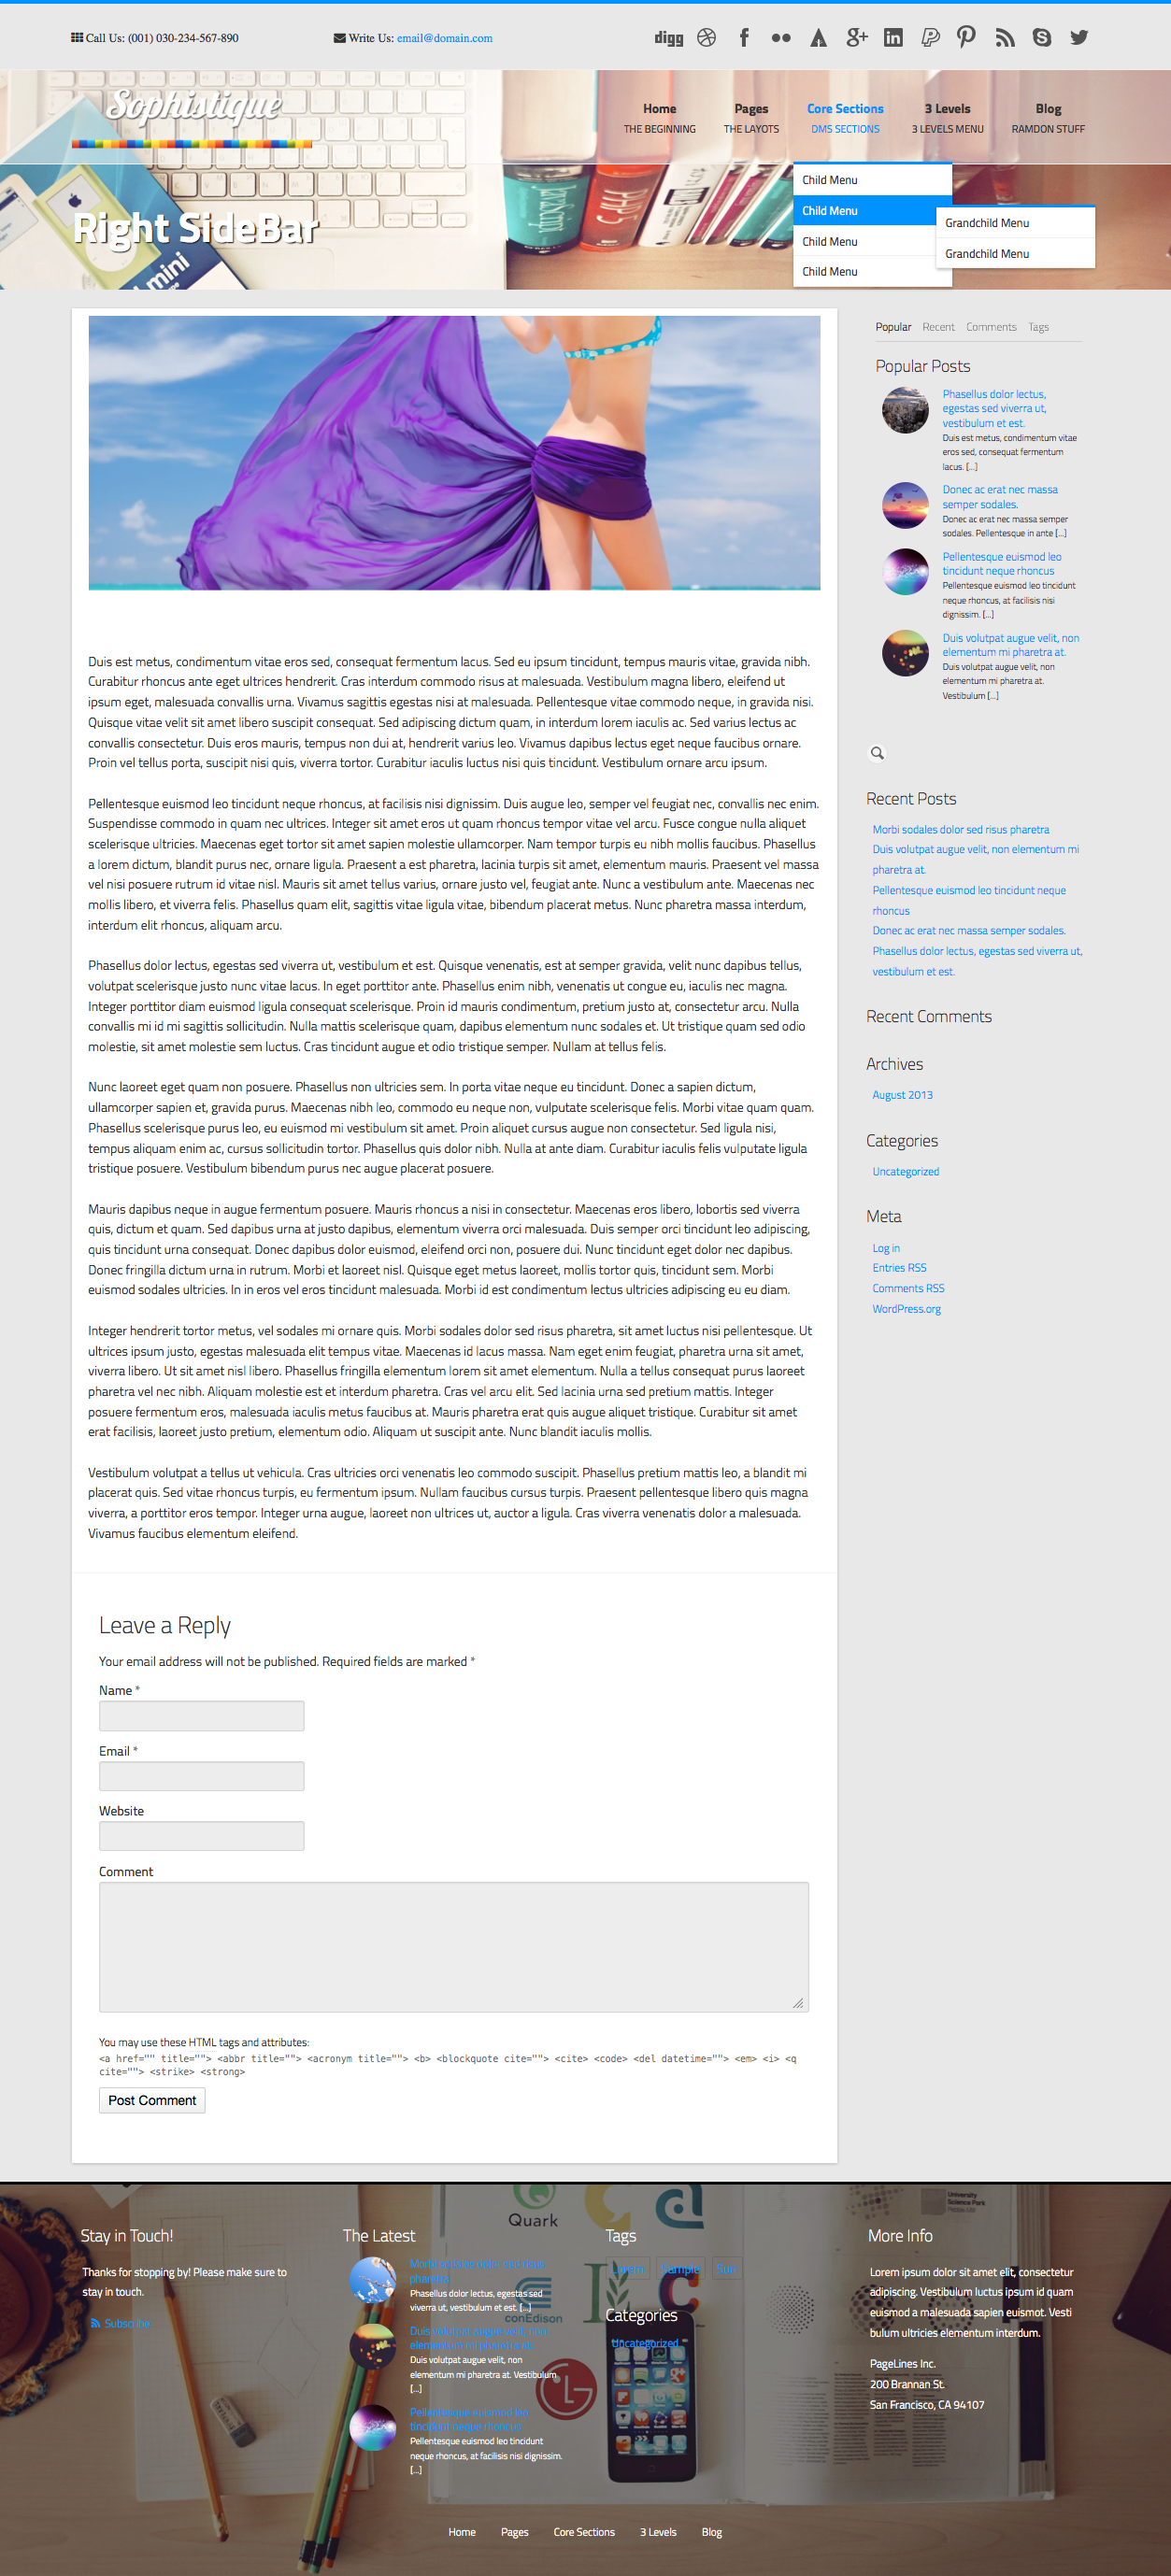 Call Us: (001) 030-234-567-890
Write Us: email@domain.com
digg
Sophistique
Home
THE BEGINNING
Pages
THE LAYOTS
Core Sections
DMS SECTIONS
3 Levels
3 LEVELS MENU
Blog
RAMDON STUFF
Child Menu
Child Menu
Child Menu
Child Menu
Grandchild Menu
Grandchild Menu
Right SideBar
mini
Duis est metus, condimentum vitae eros sed, consequat fermentum lacus. Sed eu ipsum tincidunt, tempus mauris vitae, gravida nibh.
Curabitur rhoncus ante eget ultrices hendrerit. Cras interdum commodo risus at malesuada. Vestibulum magna libero, eleifend ut
ipsum eget, malesuada convallis urna. Vivamus sagittis egestas nisi at malesuada. Pellentesque vitae commodo neque, in gravida nisi.
Quisque vitae velit sit amet libero suscipit consequat. Sed adipiscing dictum quam, in interdum lorem iaculis ac. Sed varius lectus ac
convallis consectetur. Duis eros mauris, tempus non dui at, hendrerit varius leo. Vivamus dapibus lectus eget neque faucibus ornare.
Proin vel tellus porta, suscipit nisi quis, viverra tortor. Curabitur iaculis luctus nisi quis tincidunt. Vestibulum ornare arcu ipsum.
Pellentesque euismod leo tincidunt neque rhoncus, at facilisis nisi dignissim. Duis augue leo, semper vel feugiat nec, convallis nec enim.
Suspendisse commodo in quam nec ultrices. Integer sit amet eros ut quam rhoncus tempor vitae vel arcu. Fusce congue nulla aliquet
scelerisque ultricies. Maecenas eget tortor sit amet sapien molestie ullamcorper. Nam tempor turpis eu nibh mollis faucibus. Phasellus
a lorem dictum, blandit purus nec, ornare ligula. Praesent a est pharetra, lacinia turpis sit amet, elementum mauris. Praesent vel massa
vel nisi posuere rutrum id vitae nisl. Mauris sit amet tellus varius, ornare justo vel, feugiat ante. Nunc a vestibulum ante. Maecenas nec
mollis libero, et viverra felis. Phasellus quam elit, sagittis vitae ligula vitae, bibendum placerat metus. Nunc pharetra massa interdum,
interdum elit rhoncus, aliquam arcu.
Phasellus dolor lectus, egestas sed viverra ut, vestibulum et est. Quisque venenatis, est at semper gravida, velit nunc dapibus tellus,
volutpat scelerisque justo nunc vitae lacus. In eget porttitor ante. Phasellus enim nibh, venenatis ut congue eu, iaculis nec magna.
Integer porttitor diam euismod ligula consequat scelerisque. Proin id mauris condimentum, pretium justo at, consectetur arcu. Nulla
convallis mi id mi sagittis sollicitudin. Nulla mattis scelerisque quam, dapibus elementum nunc sodales et. Ut tristique quam sed odio
molestie, sit amet molestie sem luctus. Cras tincidunt augue et odio tristique semper. Nullam at tellus felis.
Nunc laoreet eget quam non posuere. Phasellus non ultricies sem. In porta vitae neque eu tincidunt. Donec a sapien dictum,
ullamcorper sapien et, gravida purus. Maecenas nibh leo, commodo eu neque non, vulputate scelerisque felis. Morbi vitae quam quam.
Phasellus scelerisque purus leo, eu euismod mi vestibulum sit amet. Proin aliquet cursus augue non consectetur. Sed ligula nisi,
tempus aliquam enim ac, cursus sollicitudin tortor. Phasellus quis dolor nibh. Nulla at ante diam. Curabitur iaculis felis vulputate ligula
tristique posuere. Vestibulum bibendum purus nec augue placerat posuere.
Mauris dapibus neque in augue fermentum posuere. Mauris rhoncus a nisi in consectetur. Maecenas eros libero, lobortis sed viverra
quis, dictum et quam. Sed dapibus urna at justo dapibus, elementum viverra orci malesuada. Duis semper orci tincidunt leo adipiscing,
quis tincidunt urna consequat. Donec dapibus dolor euismod, eleifend orci non, posuere dui. Nunc tincidunt eget dolor nec dapibus.
Donec fringilla dictum urna in rutrum. Morbi et laoreet nisl. Quisque eget metus laoreet, mollis tortor quis, tincidunt sem. Morbi
euismod sodales ultricies. In in eros vel eros tincidunt malesuada. Morbi id est condimentum lectus ultricies adipiscing eu eu diam.
Integer hendrerit tortor metus, vel sodales mi ornare quis. Morbi sodales dolor sed risus pharetra, sit amet luctus nisi pellentesque. Ut
ultrices ipsum justo, egestas malesuada elit tempus vitae. Maecenas id lacus massa. Nam eget enim feugiat, pharetra urna sit amet,
viverra libero. Ut sit amet nisl libero. Phasellus fringilla elementum lorem sit amet elementum. Nulla a tellus consequat purus laoreet
pharetra vel nec nibh. Aliquam molestie est et interdum pharetra. Cras vel arcu elit. Sed lacinia urna sed pretium mattis. Integer
posuere fermentum eros, malesuada iaculis metus faucibus at. Mauris pharetra erat quis augue aliquet tristique. Curabitur sit amet
erat facilisis, laoreet justo pretium, elementum odio. Aliquam ut suscipit ante. Nunc blandit iaculis mollis.
Vestibulum volutpat a tellus ut vehicula. Cras ultricies orci venenatis leo commodo suscipit. Phasellus pretium mattis leo, a blandit mi
placerat quis. Sed vitae rhoncus turpis, eu fermentum ipsum. Nullam faucibus cursus turpis. Praesent pellentesque libero quis magna
viverra, a porttitor eros tempor. Integer urna augue, laoreet non ultrices ut, auctor a ligula. Cras viverra venenatis dolor a malesuada.
Vivamus faucibus elementum eleifend.
Leave a Reply
Your email address will not be published. Required fields are marked *
Name *
Email *
Website
Comment
You may use these HTML tags and attributes:
<a href="" title=""> <abbr title=""> <acronym title=""> <b> <blockquote cite=""> <cite> <code> <del datetime=""> <em> <i> <q
cite=""> <strike> <strong>
Post Comment
Popular Recent Comments Tags
Popular Posts
Phasellus dolor lectus,
egestas sed viverra ut,
vestibulum et est.
Duis est metus, condimentum vitae
eros sed, consequat fermentum
lacus. [...]
Donec ac erat nec massa
semper sodales.
Donec ac erat nec massa semper
sodales. Pellentesque in ante [...]
Pellentesque euismod leo
tincidunt neque rhoncus
Pellentesque euismod leo tincidunt
neque rhoncus, at facilisis nisi
dignissim. [...]
Duis volutpat augue velit, non
elementum mi pharetra at.
Duis volutpat augue velit, non
elementum mi pharetra at.
Vestibulum [...]
Recent Posts
Morbi sodales dolor sed risus pharetra
Duis volutpat augue velit, non elementum mi
pharetra at.
Pellentesque euismod leo tincidunt neque
rhoncus
Donec ac erat nec massa semper sodales.
Phasellus dolor lectus, egestas sed viverra ut,
vestibulum et est.
Recent Comments
Archives
August 2013
Categories
Uncategorized
Meta
Log in
Entries RSS
Comments RSS
WordPress.org
Stay in Touch!
Thanks for stopping by! Please make sure to
stay in touch.
Subscribe
The Latest
Morbi sodales dolor sed risus
pharetra
Phasellus dolor lectus, egestas sed
viverra ut, vestibulum et est. [...]
Duis volutpat augue velit, non
elementum mi pharetra at.
Duis volutpat augue velit, non
elementum mi pharetra at. Vestibulum
[...]
Pellentesque euismod leo
tincidunt neque rhoncus
Pellentesque euismod leo tincidunt
neque rhoncus, at facilisis nisi dignissim.
[...]
Quark
conEdison
LG
Tags
Lorem Sample Sun
Categories
Uncategorized
University
Science Park
More Info
Lorem ipsum dolor sit amet elit, consectetur
adipiscing. Vestibulum luctus ipsum id quam
euismod a malesuada sapien euismot. Vesti
bulum ultricies elementum interdum.
PageLines Inc.
200 Brannan St.
San Francisco, CA 94107
Home Pages Core Sections 3 Levels Blog